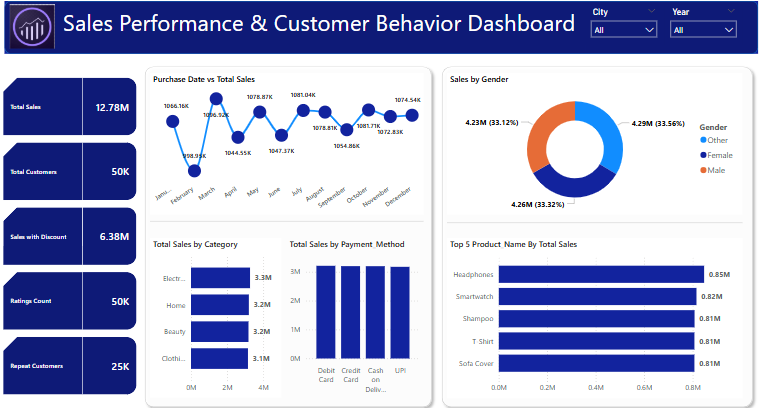 Sales Performance & Customer Behavior Dashboard
City
All
Year
All
Total Sales 12.78M
Total Customers 50K
Sales with Discount 6.38M
Ratings Count 50K
Repeat Customers 25K
Purchase Date vs Total Sales
1066.16K
998.95K
1096.92K
1044.55K
1078.87K
1047.37K
1081.04K
1078.81K
1054.86K
1081.71K
1072.83K
1074.54K
Janu...
February
March
April
May
June
July
August
September
October
November
December
Sales by Gender
4.23M (33.12%)
4.29M (33.56%)
4.26M (33.32%)
Gender
Other
Female
Male
Total Sales by Category
Electr... 3.3M
Home 3.2M
Beauty 3.2M
Clothi... 3.1M
0M 2M 4M
Total Sales by Payment_Method
3M
2M
1M
0M
Debit Card
Credit Card
Cash on Deliv...
UPI
Top 5 Product_Name By Total Sales
Headphones 0.85M
Smartwatch 0.82M
Shampoo 0.81M
T-Shirt 0.81M
Sofa Cover 0.81M
0.0M 0.2M 0.4M 0.6M 0.8M